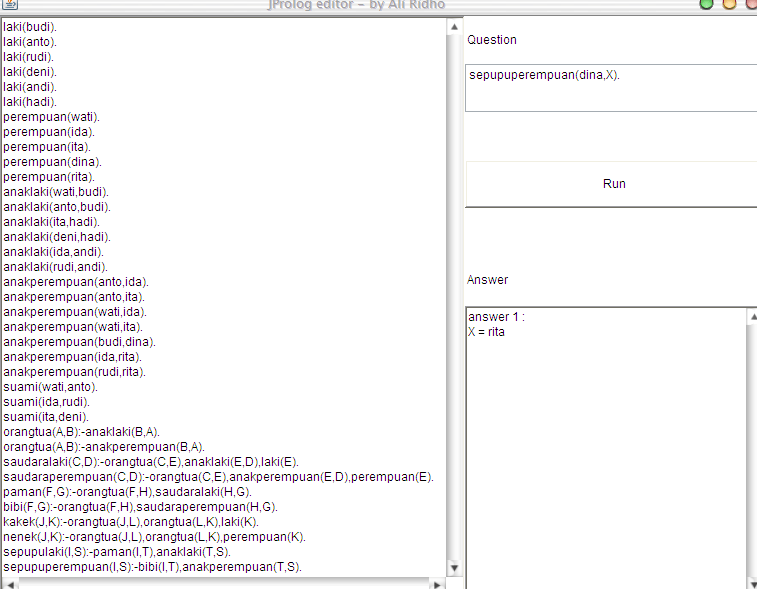 JProlog editor – by Ali Ridho
laki(budi).
laki(anto).
laki(rudi).
laki(deni).
laki(andi).
laki(hadi).
perempuan(wati).
perempuan(ida).
perempuan(ita).
perempuan(dina).
perempuan(rita).
anaklaki(wati,budi).
anaklaki(anto,budi).
anaklaki(ita,hadi).
anaklaki(deni,hadi).
anaklaki(ida,andi).
anaklaki(rudi,andi).
anakperempuan(anto,ida).
anakperempuan(anto,ita).
anakperempuan(wati,ida).
anakperempuan(wati,ita).
anakperempuan(budi,dina).
anakperempuan(ida,rita).
anakperempuan(rudi,rita).
suami(wati,anto).
suami(ida,rudi).
suami(ita,deni).
orangtua(A,B):-anaklaki(B,A).
orangtua(A,B):-anakperempuan(B,A).
saudaralaki(C,D):-orangtua(C,E),anaklaki(E,D),laki(E).
saudaraperempuan(C,D):-orangtua(C,E),anakperempuan(E,D),perempuan(E).
paman(F,G):-orangtua(F,H),saudaralaki(H,G).
bibi(F,G):-orangtua(F,H),saudaraperempuan(H,G).
kakek(J,K):-orangtua(J,L),orangtua(L,K),laki(K).
nenek(J,K):-orangtua(J,L),orangtua(L,K),perempuan(K).
sepupulaki(I,S):-paman(I,T),anaklaki(T,S).
sepupuperempuan(I,S):-bibi(I,T),anakperempuan(T,S).
Question
sepupuperempuan(dina,X).
Run
Answer
answer 1 :
X = rita